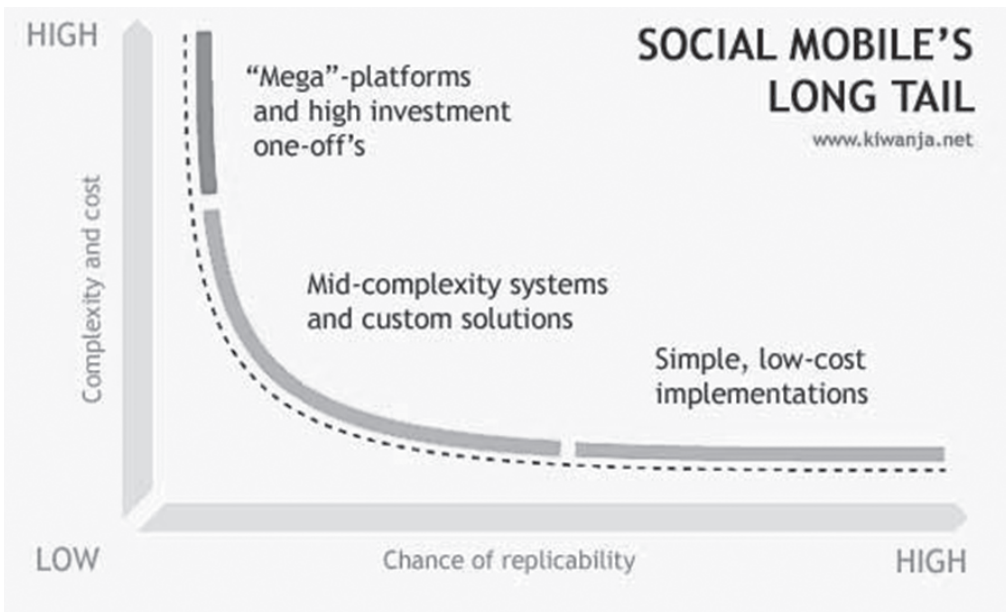 HIGH
SOCIAL MOBILE'S
LONG TAIL
www.kiwanja.net
“Mega”-platforms
and high investment
one-off's
Complexity and cost
Mid-complexity systems
and custom solutions
Simple, low-cost
implementations
LOW
Chance of replicability
HIGH